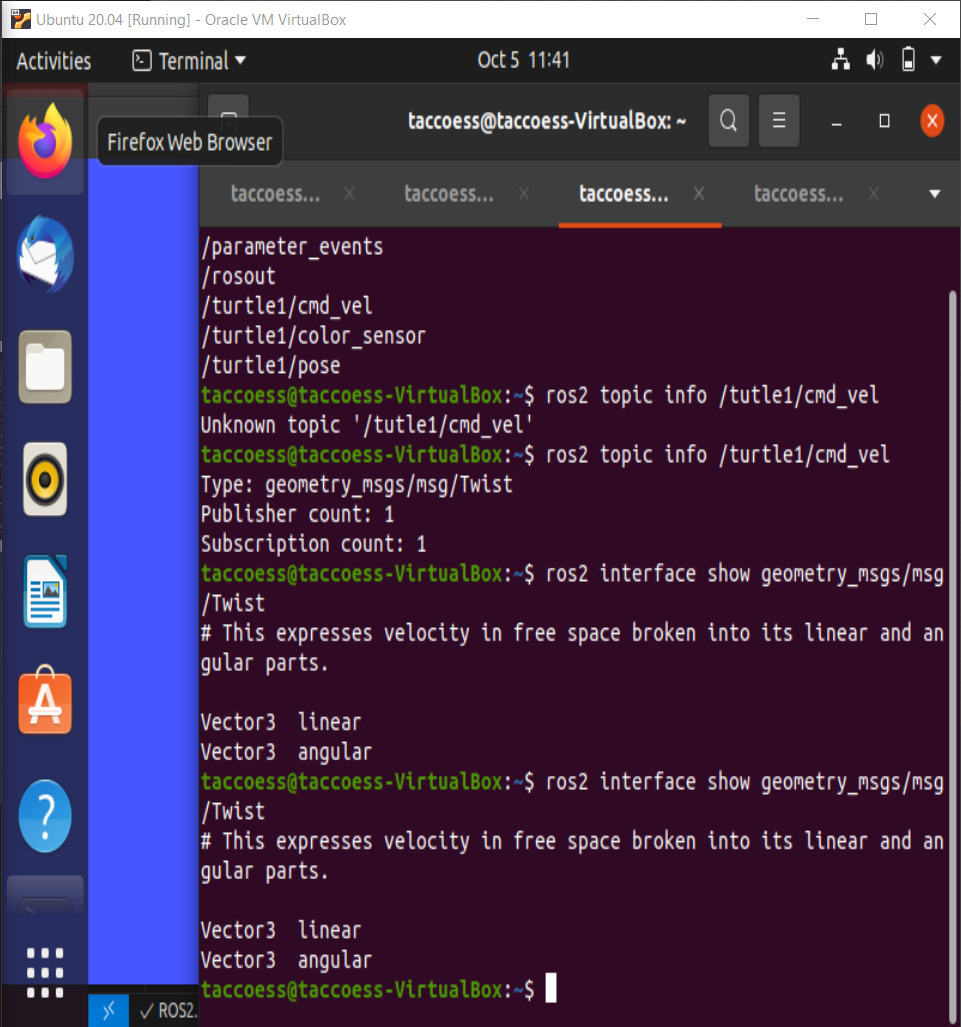 Ubuntu 20.04 [Running] - Oracle VM VirtualBox
Activities
Terminal
Oct 5 11:41
Firefox Web Browser
taccoess@taccoess-VirtualBox: ~
taccoess...
taccoess...
taccoess...
taccoess...
/parameter_events
/rosout
/turtle1/cmd_vel
/turtle1/color_sensor
/turtle1/pose
taccoess@taccoess-VirtualBox:~$ ros2 topic info /tutle1/cmd_vel
Unknown topic '/tutle1/cmd_vel'
taccoess@taccoess-VirtualBox:~$ ros2 topic info /turtle1/cmd_vel
Type: geometry_msgs/msg/Twist
Publisher count: 1
Subscription count: 1
taccoess@taccoess-VirtualBox:~$ ros2 interface show geometry_msgs/msg
/Twist
# This expresses velocity in free space broken into its linear and an
gular parts.
Vector3  linear
Vector3  angular
taccoess@taccoess-VirtualBox:~$ ros2 interface show geometry_msgs/msg
/Twist
# This expresses velocity in free space broken into its linear and an
gular parts.
Vector3  linear
Vector3  angular
taccoess@taccoess-VirtualBox:~$
ROS2.